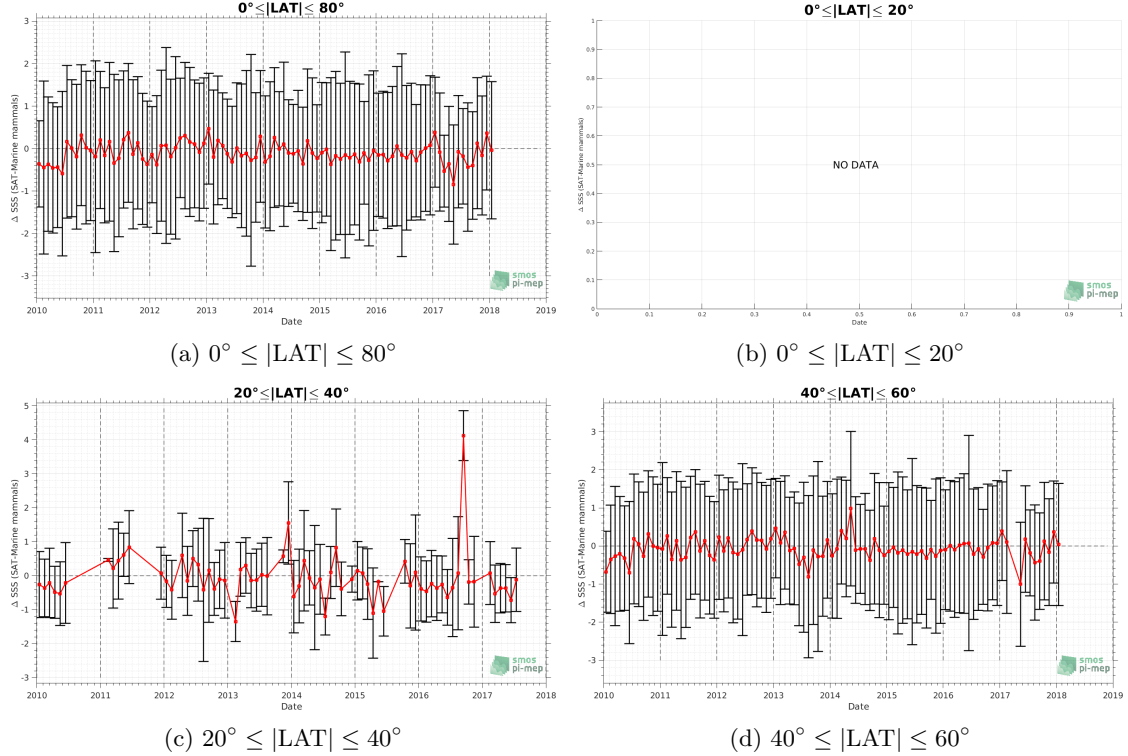 0°≤|LAT|≤ 80°
Δ SSS (SAT-Marine mammals)
3
2
1
0
-1
-2
-3
2010 2011 2012 2013 2014 2015 2016 2017 2018 2019
Date
smos
pi-mep
(a) 0° ≤ |LAT| ≤ 80°
0°≤|LAT|≤ 20°
Δ SSS (SAT-Marine mammals)
1
0.9
0.8
0.7
0.6
0.5
0.4
0.3
0.2
0.1
0
NO DATA
0 0.1 0.2 0.3 0.4 0.5 0.6 0.7 0.8 0.9 1
Date
smos
pi-mep
(b) 0° ≤ |LAT| ≤ 20°
20°≤|LAT|≤ 40°
Δ SSS (SAT-Marine mammals)
5
4
3
2
1
0
-1
-2
-3
2010 2011 2012 2013 2014 2015 2016 2017 2018
Date
smos
pi-mep
(c) 20° ≤ |LAT| ≤ 40°
40°≤|LAT|≤ 60°
Δ SSS (SAT-Marine mammals)
3
2
1
0
-1
-2
-3
2010 2011 2012 2013 2014 2015 2016 2017 2018 2019
Date
smos
pi-mep
(d) 40° ≤ |LAT| ≤ 60°